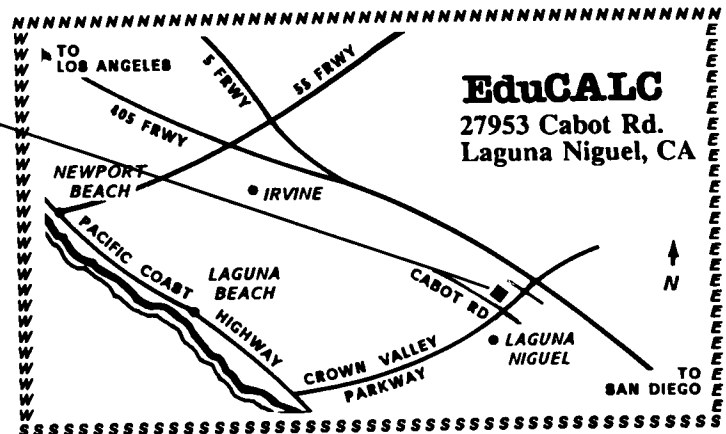 NNNNNNNNNNNNNNNNNNNNNNNNNNNNNNNNNNNNNNNNNNNN
TO
LOS ANGELES
5 FRWY
55 FRWY
405 FRWY
EduCALC
27953 Cabot Rd.
Laguna Niguel, CA
NEWPORT
BEACH
IRVINE
PACIFIC COAST HIGHWAY
LAGUNA
BEACH
CABOT RD
N
LAGUNA
NIGUEL
CROWN VALLEY
PARKWAY
TO
SAN DIEGO